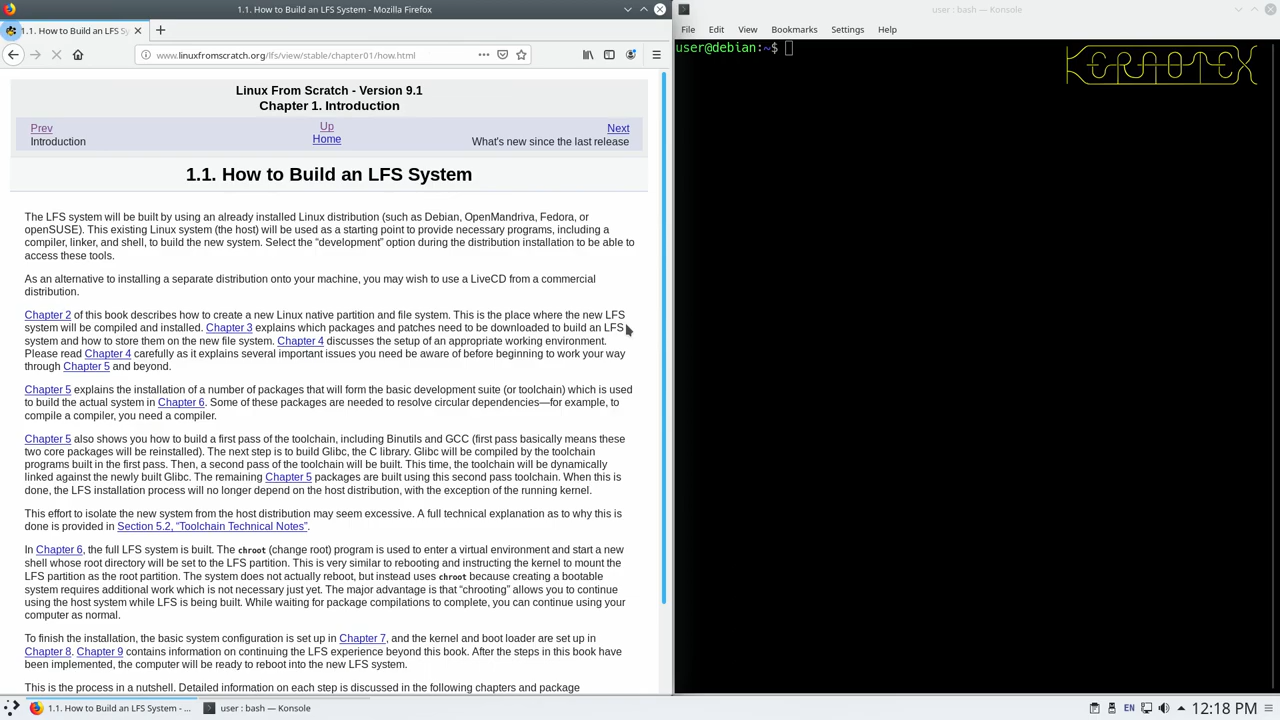 1.1. How to Build an LFS System - Mozilla Firefox
1.1. How to Build an LFS Sy
www.linuxfromscratch.org/lfs/view/stable/chapter01/how.html
Linux From Scratch - Version 9.1
Chapter 1. Introduction
Prev
Up
Next
Introduction
Home
What's new since the last release
1.1. How to Build an LFS System
The LFS system will be built by using an already installed Linux distribution (such as Debian, OpenMandriva, Fedora, or
openSUSE). This existing Linux system (the host) will be used as a starting point to provide necessary programs, including a
compiler, linker, and shell, to build the new system. Select the “development” option during the distribution installation to be able to
access these tools.
As an alternative to installing a separate distribution onto your machine, you may wish to use a LiveCD from a commercial
distribution.
Chapter 2 of this book describes how to create a new Linux native partition and file system. This is the place where the new LFS
system will be compiled and installed. Chapter 3 explains which packages and patches need to be downloaded to build an LFS
system and how to store them on the new file system. Chapter 4 discusses the setup of an appropriate working environment.
Please read Chapter 4 carefully as it explains several important issues you need be aware of before beginning to work your way
through Chapter 5 and beyond.
Chapter 5 explains the installation of a number of packages that will form the basic development suite (or toolchain) which is used
to build the actual system in Chapter 6. Some of these packages are needed to resolve circular dependencies—for example, to
compile a compiler, you need a compiler.
Chapter 5 also shows you how to build a first pass of the toolchain, including Binutils and GCC (first pass basically means these
two core packages will be reinstalled). The next step is to build Glibc, the C library. Glibc will be compiled by the toolchain
programs built in the first pass. Then, a second pass of the toolchain will be built. This time, the toolchain will be dynamically
linked against the newly built Glibc. The remaining Chapter 5 packages are built using this second pass toolchain. When this is
done, the LFS installation process will no longer depend on the host distribution, with the exception of the running kernel.
This effort to isolate the new system from the host distribution may seem excessive. A full technical explanation as to why this is
done is provided in Section 5.2, “Toolchain Technical Notes”.
In Chapter 6, the full LFS system is built. The chroot (change root) program is used to enter a virtual environment and start a new
shell whose root directory will be set to the LFS partition. This is very similar to rebooting and instructing the kernel to mount the
LFS partition as the root partition. The system does not actually reboot, but instead uses chroot because creating a bootable
system requires additional work which is not necessary just yet. The major advantage is that “chrooting” allows you to continue
using the host system while LFS is being built. While waiting for package compilations to complete, you can continue using your
computer as normal.
To finish the installation, the basic system configuration is set up in Chapter 7, and the kernel and boot loader are set up in
Chapter 8. Chapter 9 contains information on continuing the LFS experience beyond this book. After the steps in this book have
been implemented, the computer will be ready to reboot into the new LFS system.
This is the process in a nutshell. Detailed information on each step is discussed in the following chapters and package
user : bash — Konsole
File Edit View Bookmarks Settings Help
user@debian:~$
KERNOTEX
1.1. How to Build an LFS System - ...
user : bash — Konsole
EN
12:18 PM